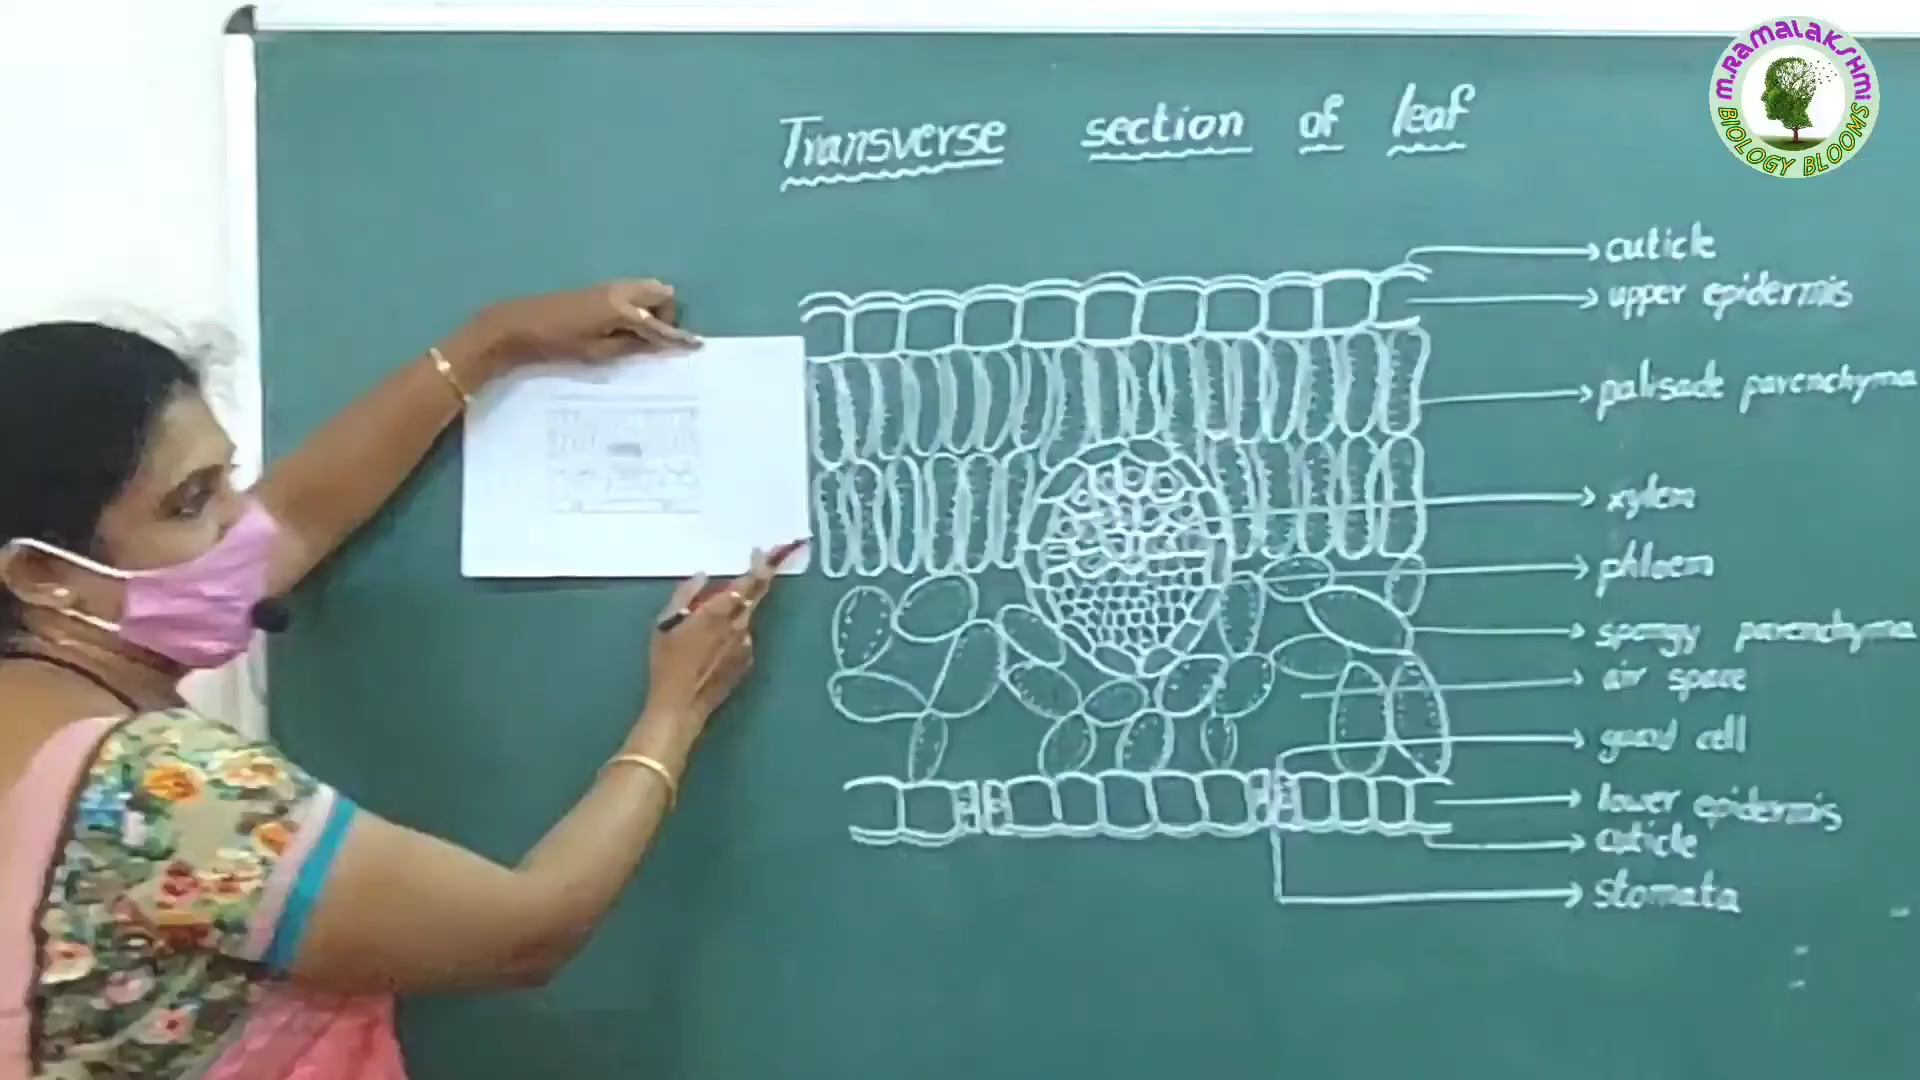 M.RAMALAKSHMI
BIOLOGY BLOOMS
Transverse section of leaf
cuticle
upper epidermis
palisade parenchyma
xylem
phloem
spongy parenchyma
air space
guard cell
lower epidermis
cuticle
stomata